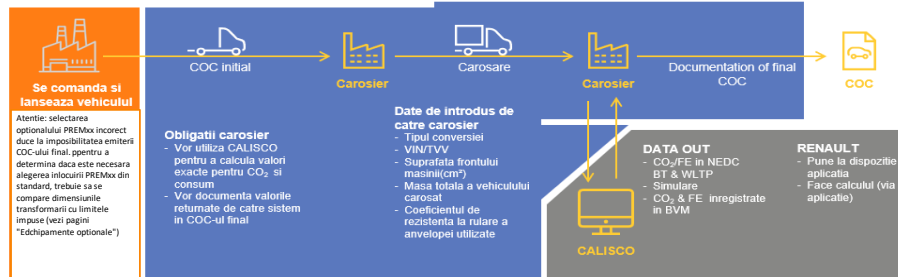 Se comanda si
lanseaza vehiculul
Atentie: selectarea
optionalului PREMxx incorect
duce la imposibilitatea emiterii
COC-ului final. ppentru a
determina daca este necesara
alegerea inlocuirii PREMxx din
standard, trebuie sa se
compare dimensiunile
transformarii cu limitele
impuse (vezi pagini
"Edchipamente optionale")
COC initial
Carosier
Carosare
Carosier
Documentation of final
COC
COC
Obligatii carosier
- Vor utiliza CALISCO
pentru a calcula valori
exacte pentru CO₂ si
consum
- Vor documenta valorile
returnate de catre sistem
in COC-ul final
Date de introdus de
catre carosier
- Tipul conversiei
- VIN/TVV
- Suprafata frontului
masinii(cm²)
- Masa totala a vehiculului
carosat
- Coeficientul de
rezistenta la rulare a
anvelopei utilizate
CALISCO
DATA OUT
- CO₂/FE in NEDC
BT & WLTP
- Simulare
- CO₂ & FE inregistrate
in BVM
RENAULT
- Pune la dispozitie
aplicatia
- Face calculul (via
aplicatie)